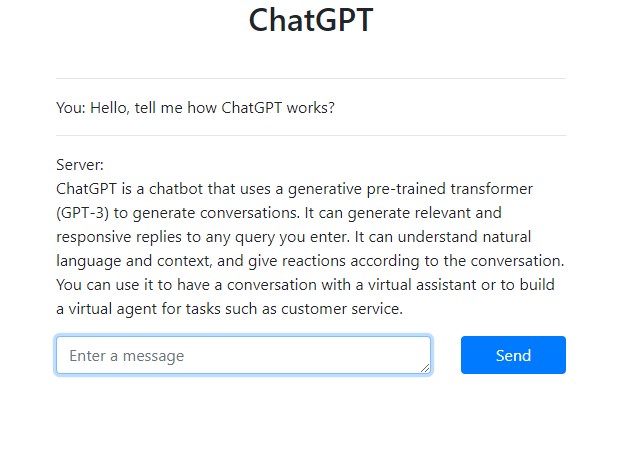 ChatGPT
You: Hello, tell me how ChatGPT works?
Server:
ChatGPT is a chatbot that uses a generative pre-trained transformer
(GPT-3) to generate conversations. It can generate relevant and
responsive replies to any query you enter. It can understand natural
language and context, and give reactions according to the conversation.
You can use it to have a conversation with a virtual assistant or to build
a virtual agent for tasks such as customer service.
Enter a message
Send